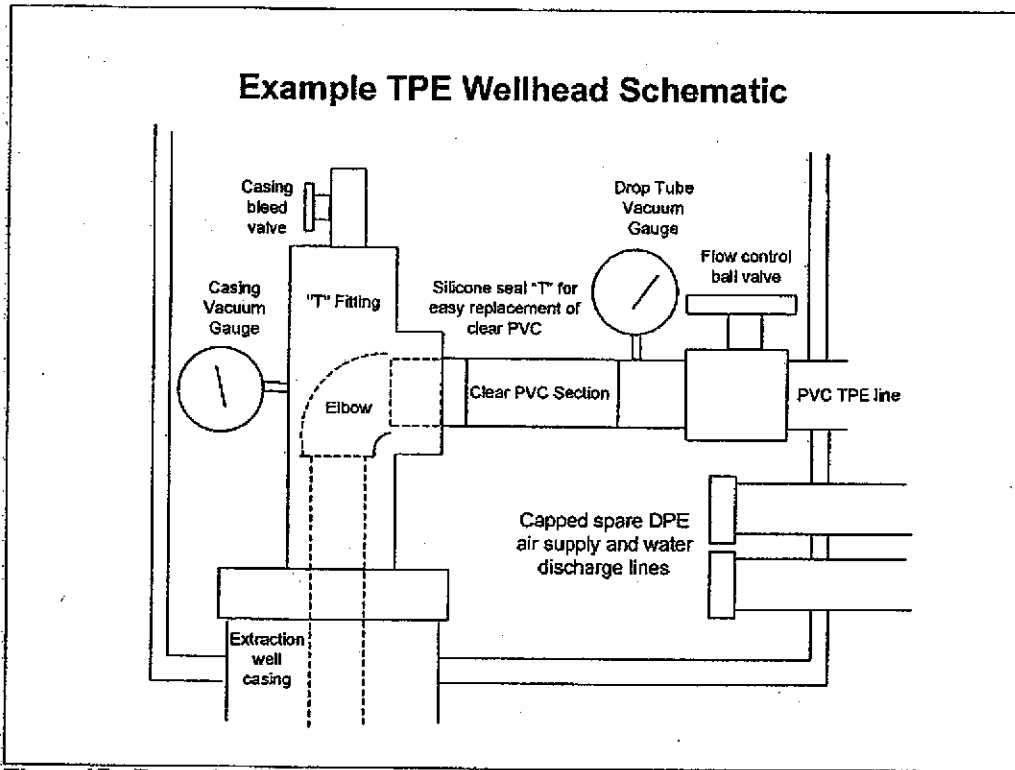 Example TPE Wellhead Schematic
Casing
bleed
valve
Drop Tube
Vacuum
Gauge
Flow control
ball valve
Casing
Vacuum
Gauge
"T" Fitting
Silicone seal "T" for
easy replacement of
clear PVC
Elbow
Clear PVC Section
PVC TPE line
Capped spare DPE
air supply and water
discharge lines
Extraction
well
casing